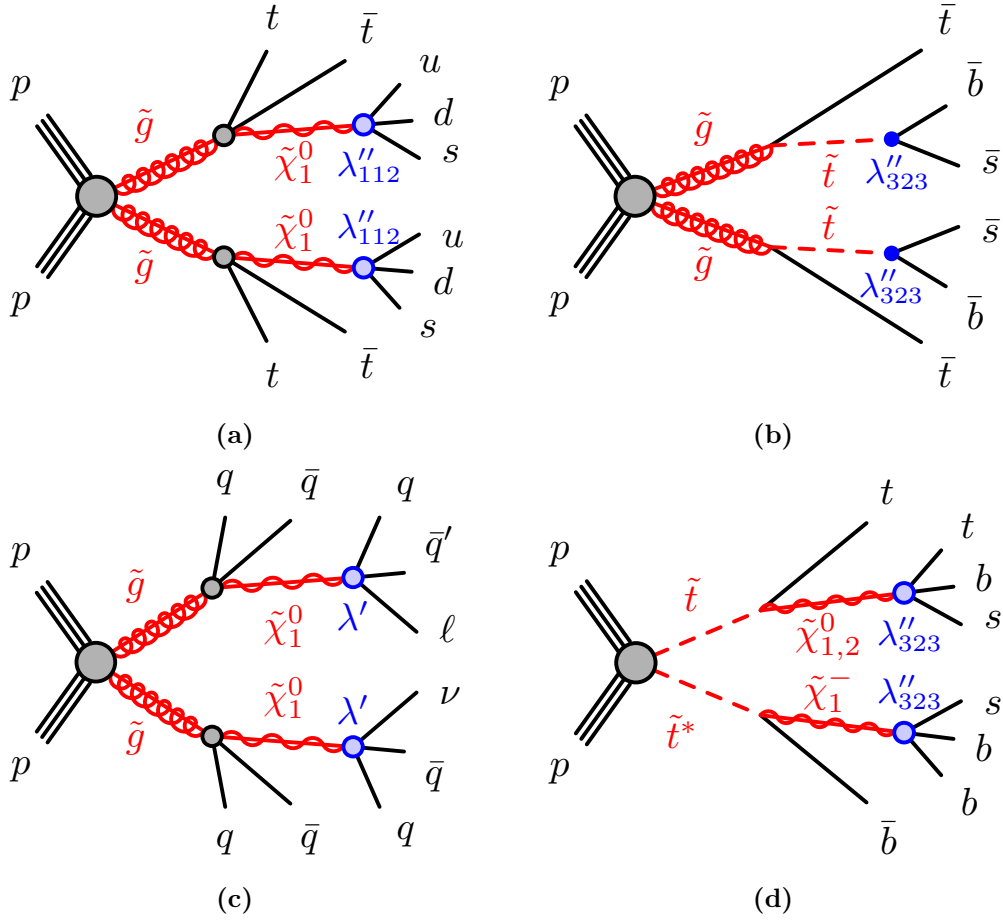 t t̄
p u
g̃ d
χ̃₁⁰ λ''₁₁₂ s
χ̃₁⁰ λ''₁₁₂ u
g̃ d
p s
t t̄
(a)
t̄
p b̄
g̃ t̃ λ''₃₂₃ s̄
g̃ t̃ λ''₃₂₃ s̄
p b̄
t̄
(b)
q q̄ q
p q̄′
g̃ χ̃₁⁰ λ′ ℓ
g̃ χ̃₁⁰ λ′ ν
p q̄
q q̄ q
(c)
t t
p b
t̃ χ̃⁰₁,₂ λ''₃₂₃ s
t̃* χ̃₁⁻ λ''₃₂₃ s
p b
b̄ b
(d)